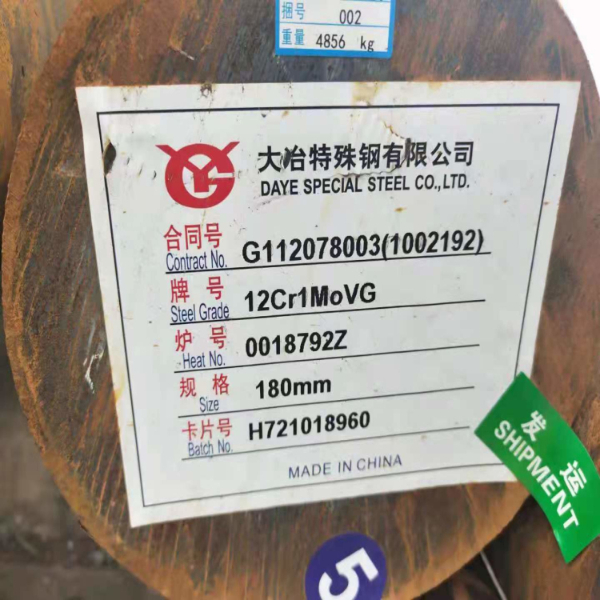 捆号 002
重量 4856 kg
大冶特殊钢有限公司
DAYE SPECIAL STEEL CO.,LTD.
合同号
Contract No. G112078003(1002192)
牌号
Steel Grade 12Cr1MoVG
炉号
Heat No. 0018792Z
规格
Size 180mm
卡片号
Batch No. H721018960
MADE IN CHINA
发运
SHIPMENT
5